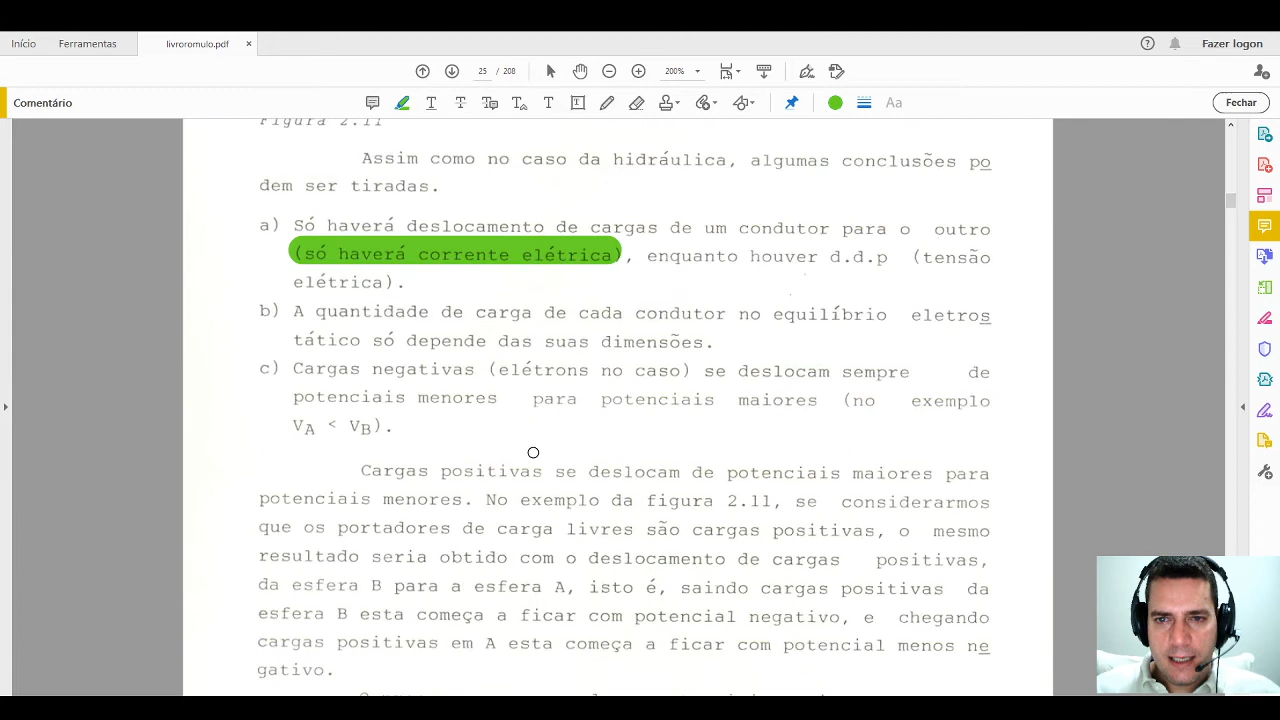 Início Ferramentas livroromulo.pdf × Fazer logon
25 / 208 200%
Comentário Aa Fechar
Figura 2.11
Assim como no caso da hidráulica, algumas conclusões po
dem ser tiradas.
a) Só haverá deslocamento de cargas de um condutor para o outro
(só haverá corrente elétrica), enquanto houver d.d.p (tensão
elétrica).
b) A quantidade de carga de cada condutor no equilíbrio eletros
tático só depende das suas dimensões.
c) Cargas negativas (elétrons no caso) se deslocam sempre de
potenciais menores para potenciais maiores (no exemplo
VA < VB).
Cargas positivas se deslocam de potenciais maiores para
potenciais menores. No exemplo da figura 2.11, se considerarmos
que os portadores de carga livres são cargas positivas, o mesmo
resultado seria obtido com o deslocamento de cargas positivas,
da esfera B para a esfera A, isto é, saindo cargas positivas da
esfera B esta começa a ficar com potencial negativo, e chegando
cargas positivas em A esta começa a ficar com potencial menos ne
gativo.